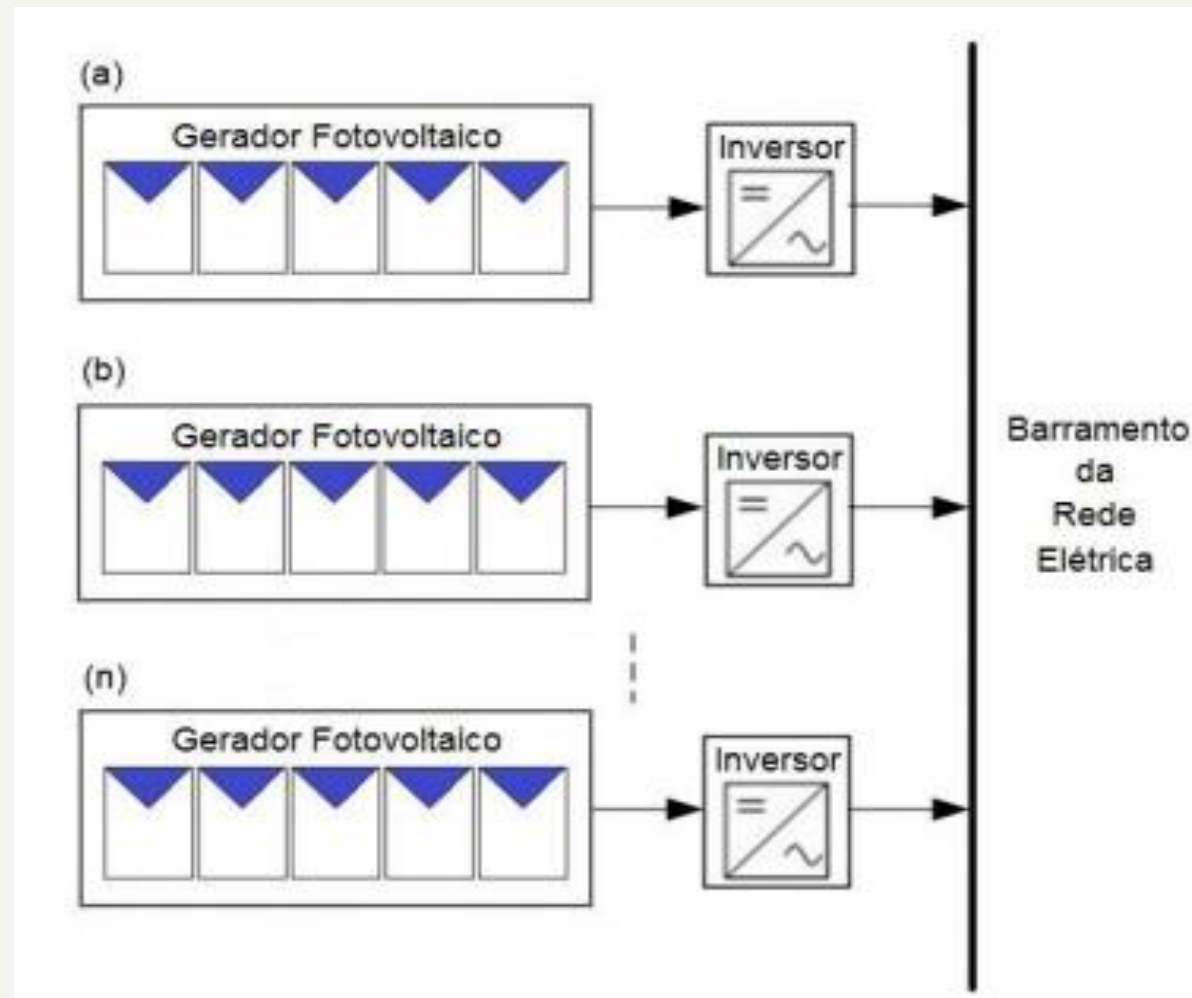 (a)
Gerador Fotovoltaico
Inversor
(b)
Gerador Fotovoltaico
Inversor
Barramento
da
Rede
Elétrica
(n)
Gerador Fotovoltaico
Inversor